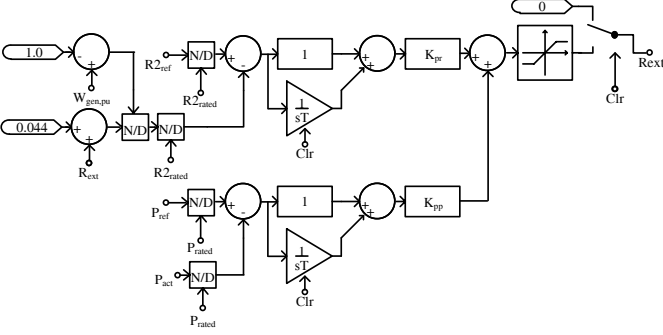 0
1.0
-
+
W gen,pu
0.044
+
+
R ext
N/D
N/D
R2 rated
R2 ref
N/D
R2 rated
+
-
1
1
sT
Clr
+
+
K pr
+
+
Clr
Rext
P ref
N/D
P rated
P act
N/D
P rated
+
-
1
1
sT
Clr
+
+
K pp